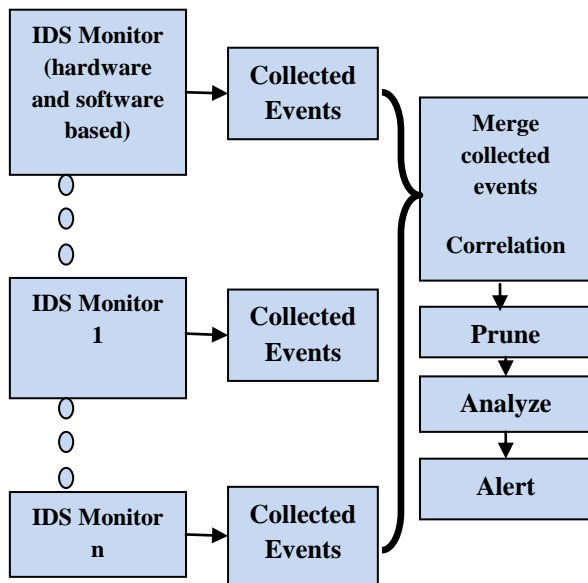 IDS Monitor
(hardware
and software
based)
Collected
Events
Merge
collected
events
Correlation
IDS Monitor
1
Collected
Events
Prune
Analyze
Alert
IDS Monitor
n
Collected
Events